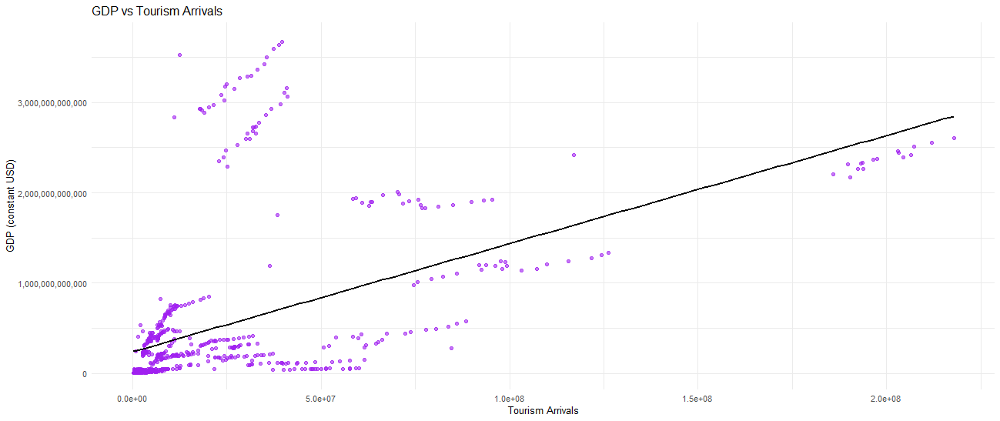 GDP vs Tourism Arrivals
GDP (constant USD)
3,000,000,000,000
2,000,000,000,000
1,000,000,000,000
0
0.0e+00 5.0e+07 1.0e+08 1.5e+08 2.0e+08
Tourism Arrivals